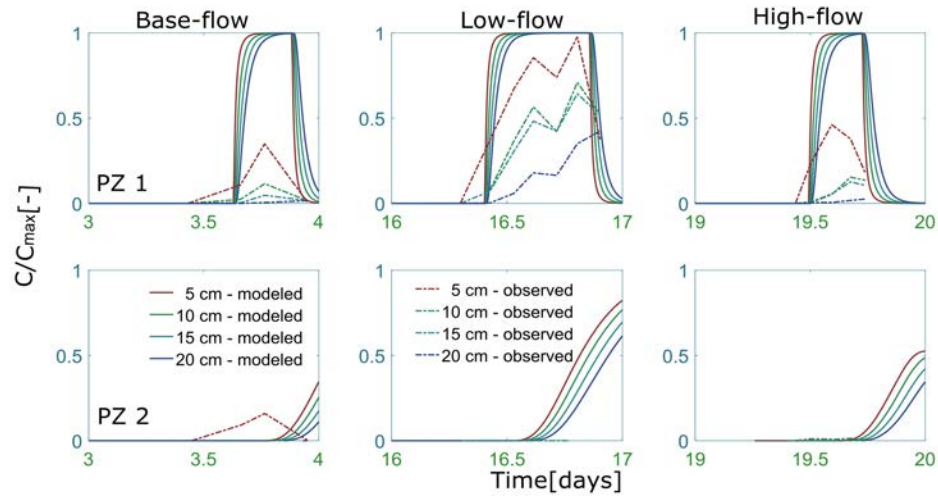 Base-flow
Low-flow
High-flow
C/Cmax[-]
1
0.5
0
PZ 1
3
3.5
4
1
0.5
0
16
16.5
17
1
0.5
0
19
19.5
20
1
0.5
0
5 cm - modeled
10 cm - modeled
15 cm - modeled
20 cm - modeled
PZ 2
3
3.5
4
1
0.5
0
5 cm - observed
10 cm - observed
15 cm - observed
20 cm - observed
16
16.5
17
1
0.5
0
19
19.5
20
Time[days]